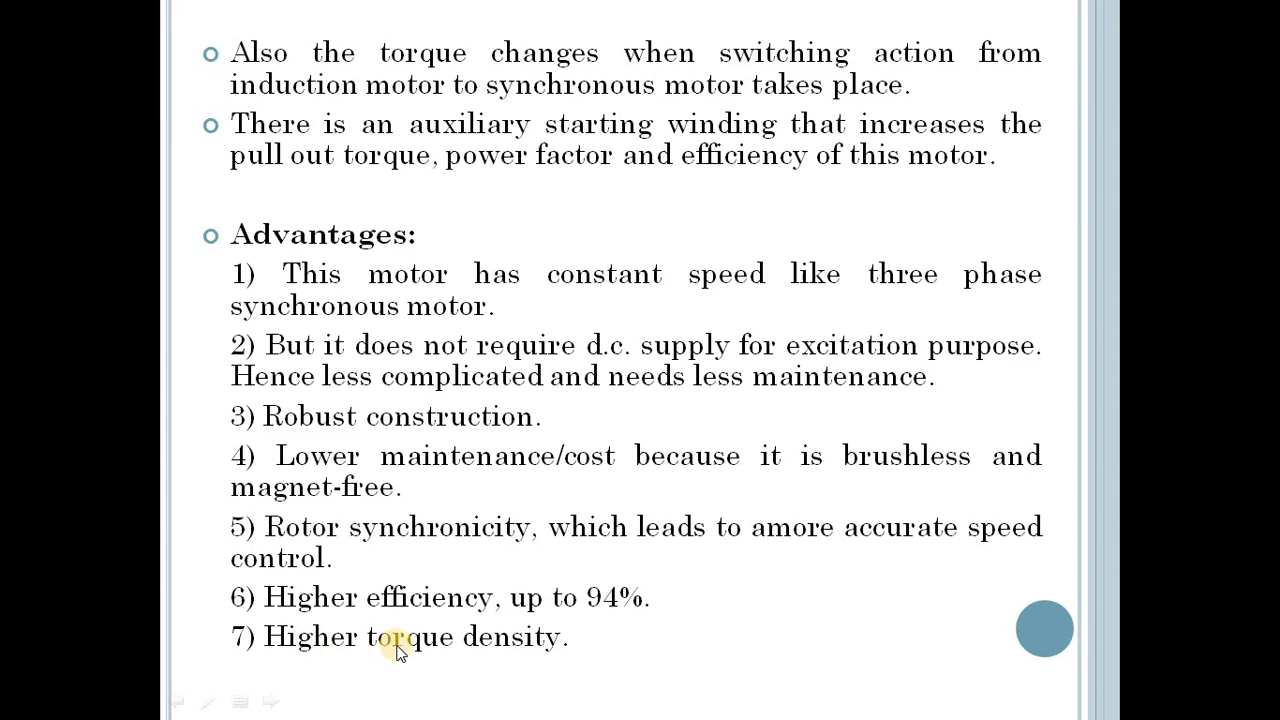 Also the torque changes when switching action from
induction motor to synchronous motor takes place.
There is an auxiliary starting winding that increases the
pull out torque, power factor and efficiency of this motor.
Advantages:
1) This motor has constant speed like three phase
synchronous motor.
2) But it does not require d.c. supply for excitation purpose.
Hence less complicated and needs less maintenance.
3) Robust construction.
4) Lower maintenance/cost because it is brushless and
magnet-free.
5) Rotor synchronicity, which leads to amore accurate speed
control.
6) Higher efficiency, up to 94%.
7) Higher torque density.